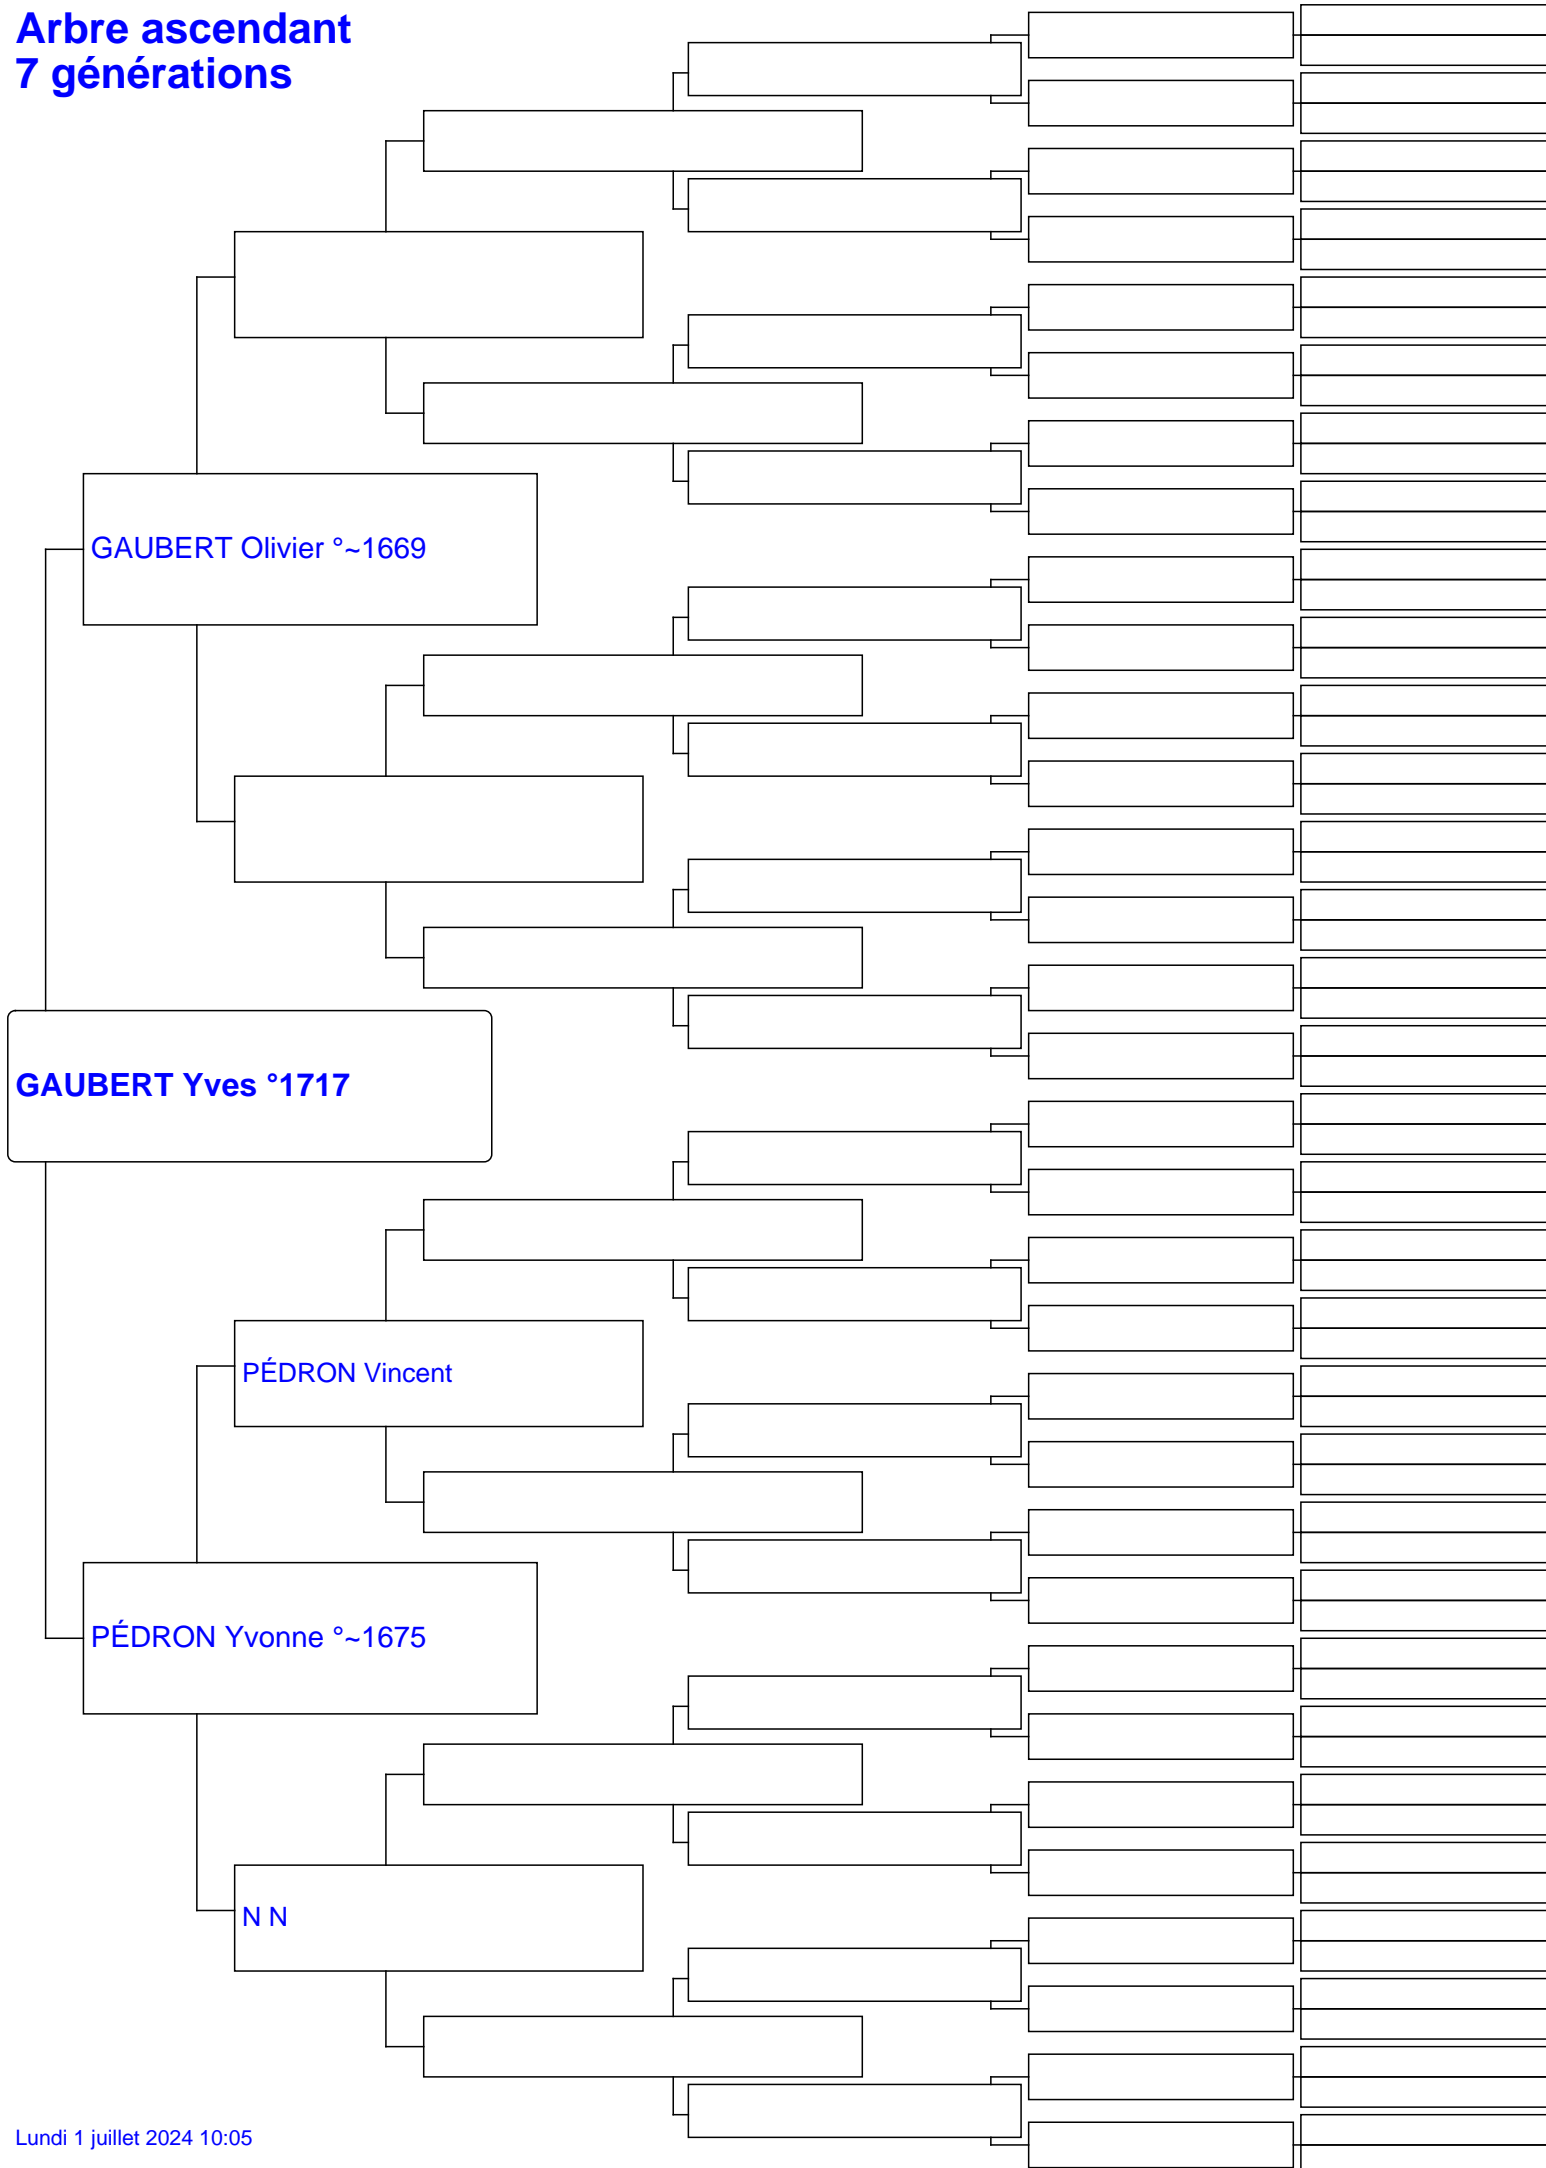 Arbre ascendant
7 générations
GAUBERT Olivier °~1669
GAUBERT Yves °1717
PÉDRON Vincent
PÉDRON Yvonne °~1675
N N
Lundi 1 juillet 2024 10:05